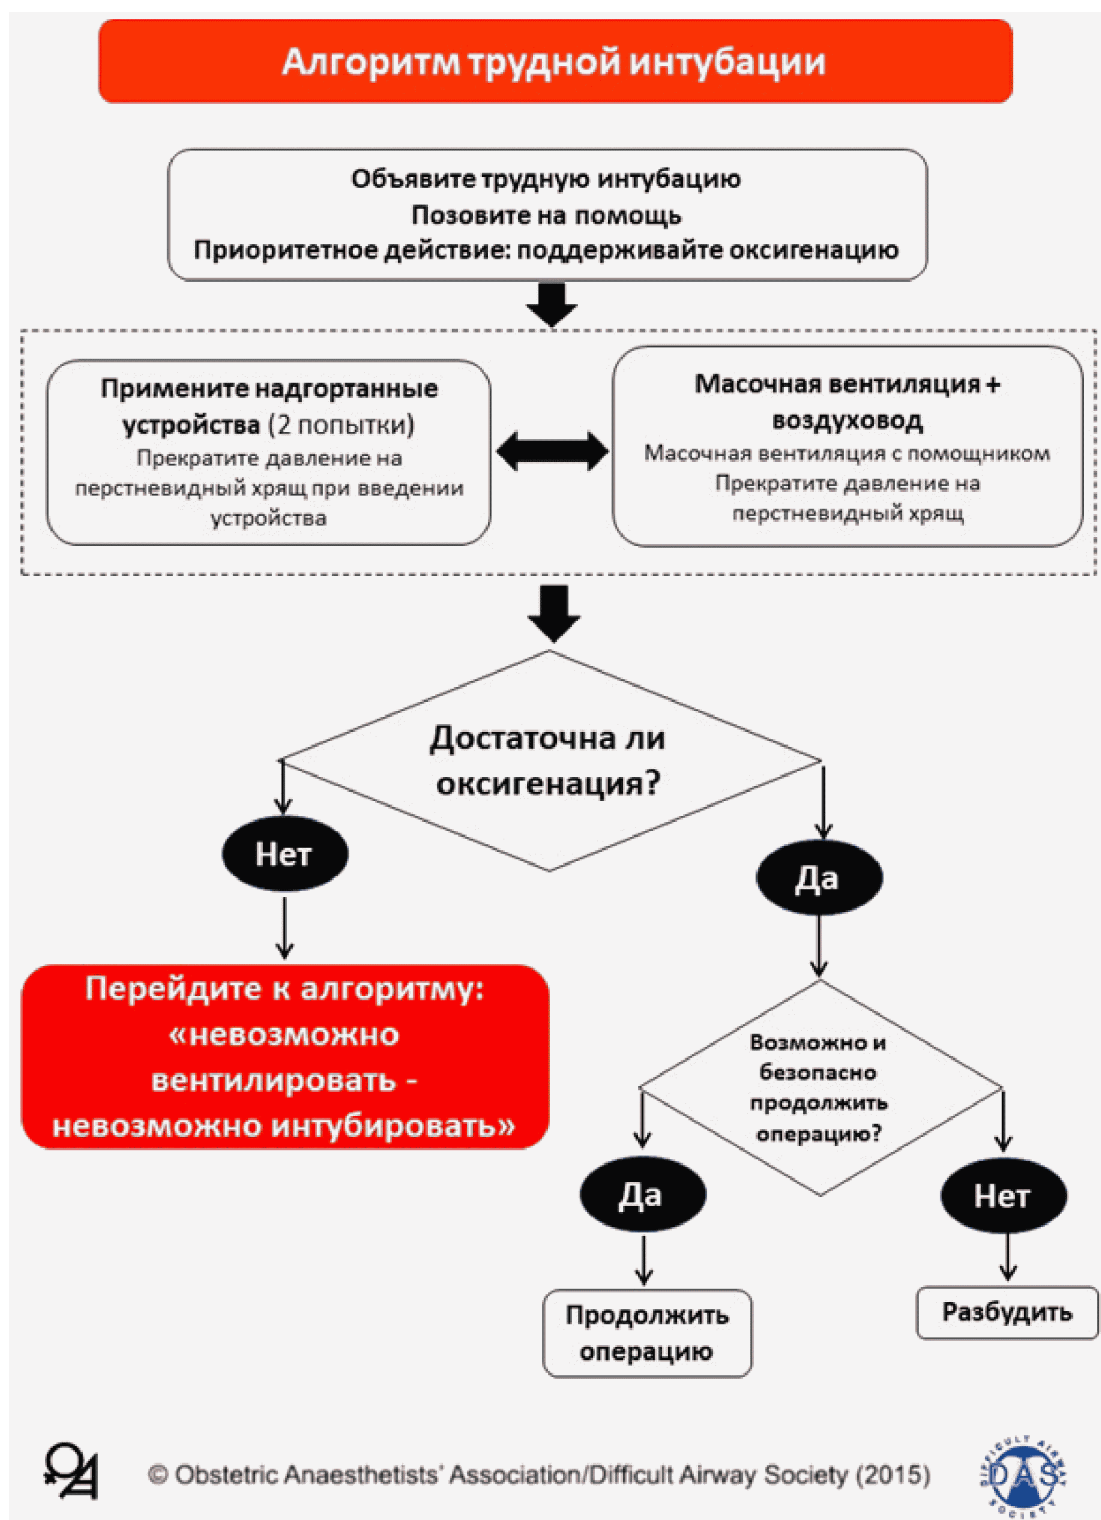 Алгоритм трудной интубации
Объявите трудную интубацию
Позовите на помощь
Приоритетное действие: поддерживайте оксигенацию
Примените надгортанные
устройства (2 попытки)
Прекратите давление на
перстневидный хрящ при введении
устройства
Масочная вентиляция +
воздуховод
Масочная вентиляция с помощником
Прекратите давление на
перстневидный хрящ
Достаточна ли
оксигенация?
Нет
Да
Перейдите к алгоритму:
«невозможно
вентилировать -
невозможно интубировать»
Возможно и
безопасно
продолжить
операцию?
Да
Нет
Продолжить
операцию
Разбудить
© Obstetric Anaesthetists' Association/Difficult Airway Society (2015)
DIFFICULT AIRWAY
DAS
SOCIETY